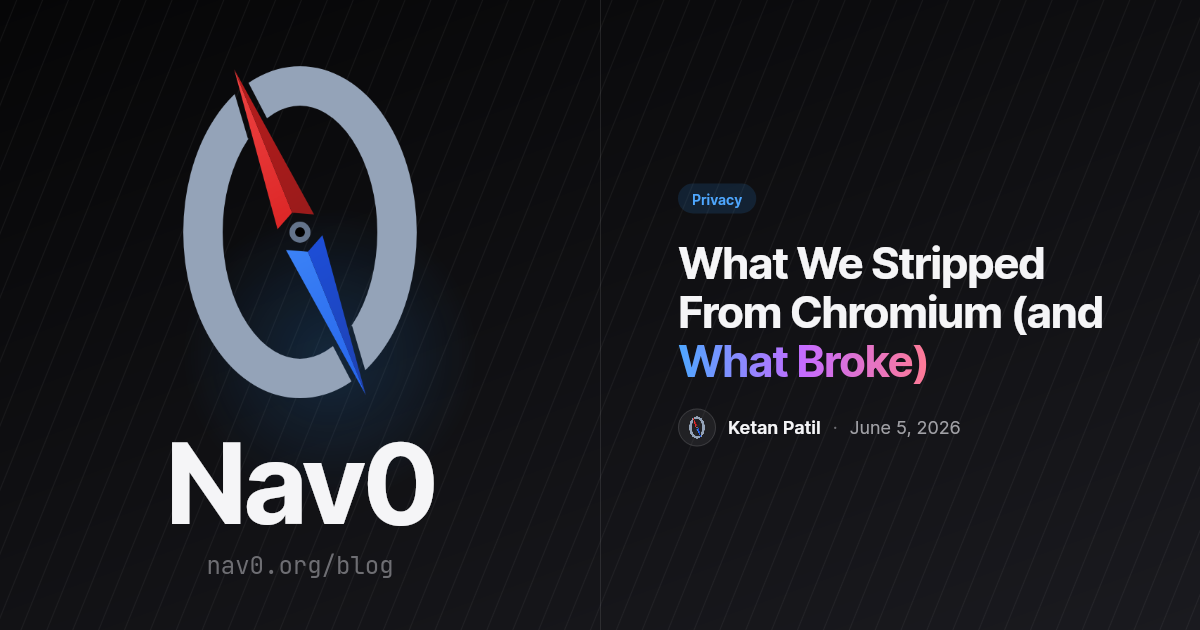 Nav0
nav0.org/blog
Privacy
What We Stripped
From Chromium (and
What Broke)
Ketan Patil · June 5, 2026